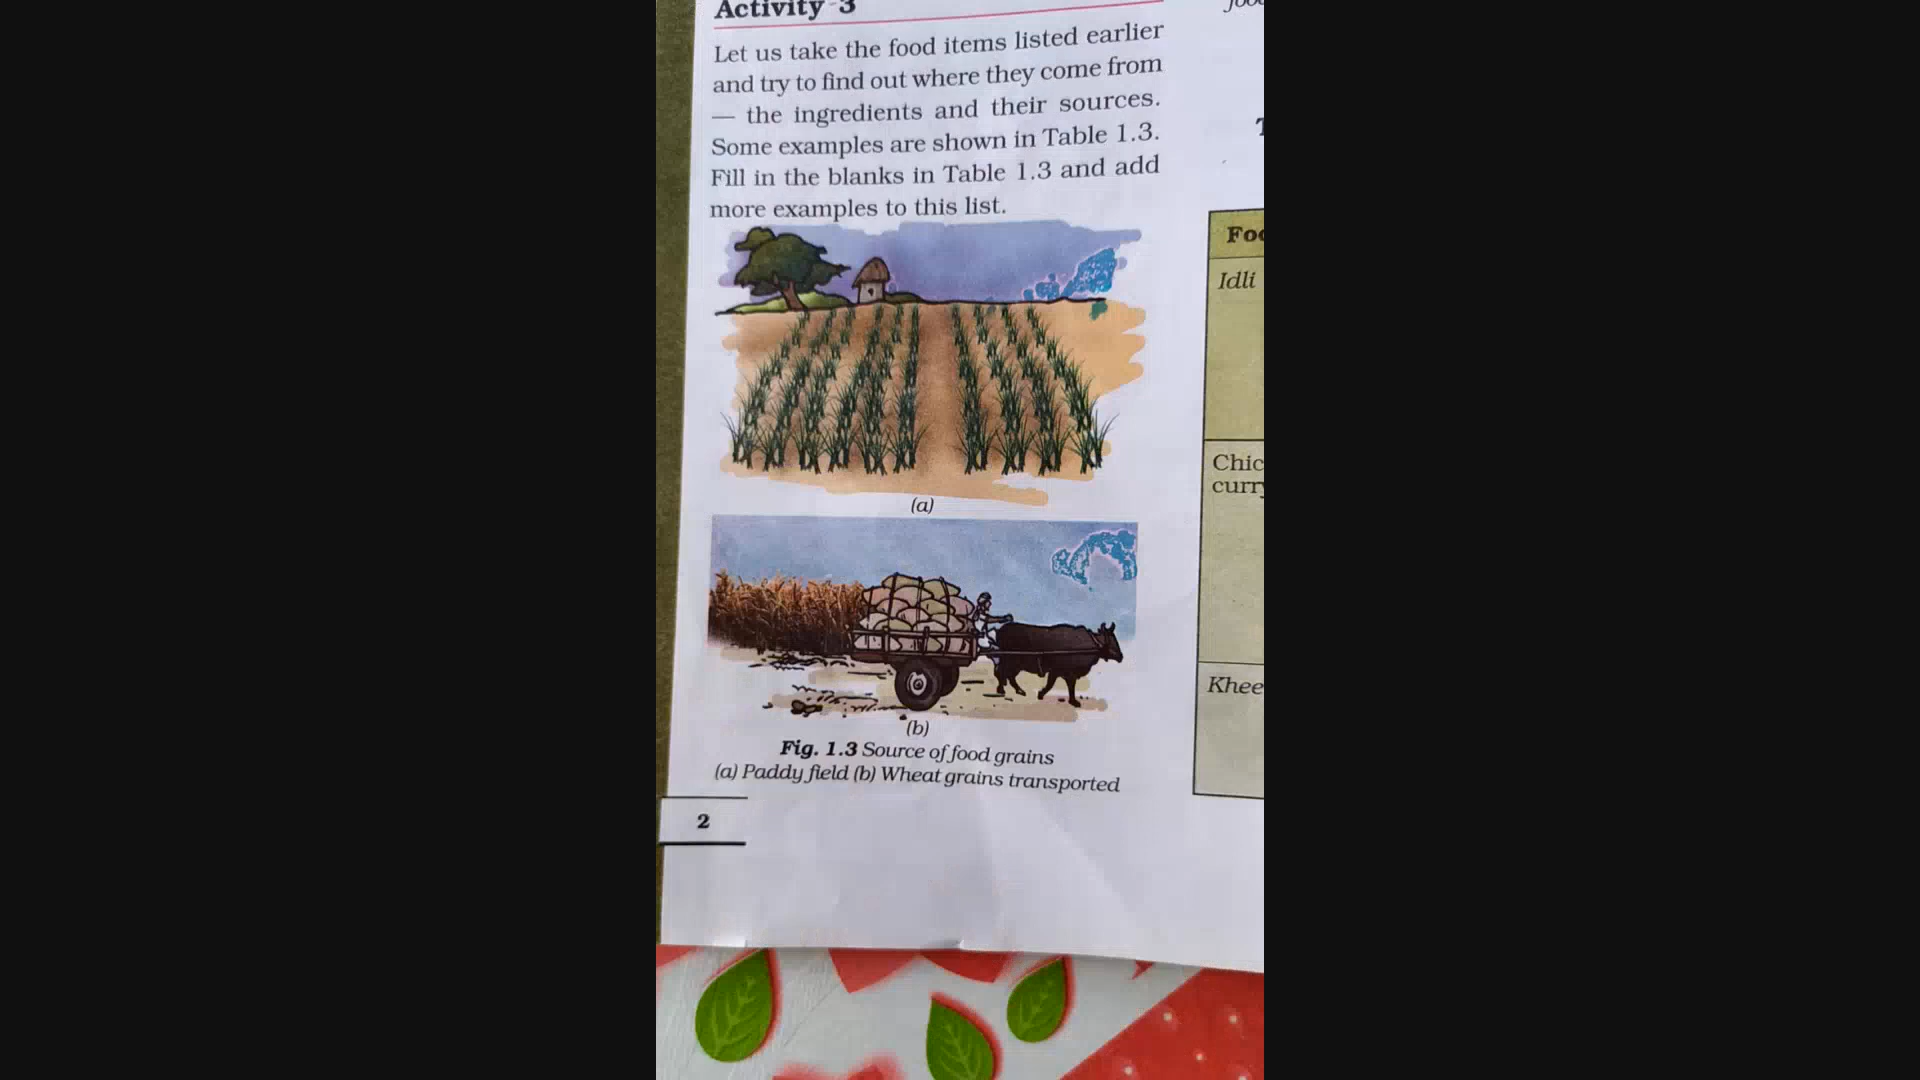 Activity 3
Let us take the food items listed earlier
and try to find out where they come from
— the ingredients and their sources.
Some examples are shown in Table 1.3.
Fill in the blanks in Table 1.3 and add
more examples to this list.
(a)
(b)
Fig. 1.3 Source of food grains
(a) Paddy field (b) Wheat grains transported
2
Idli